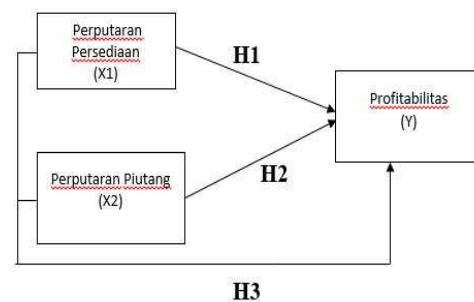 Perputaran
Persediaan
(X1)
H1
Profitabilitas
(Y)
Perputaran Piutang
(X2)
H2
H3